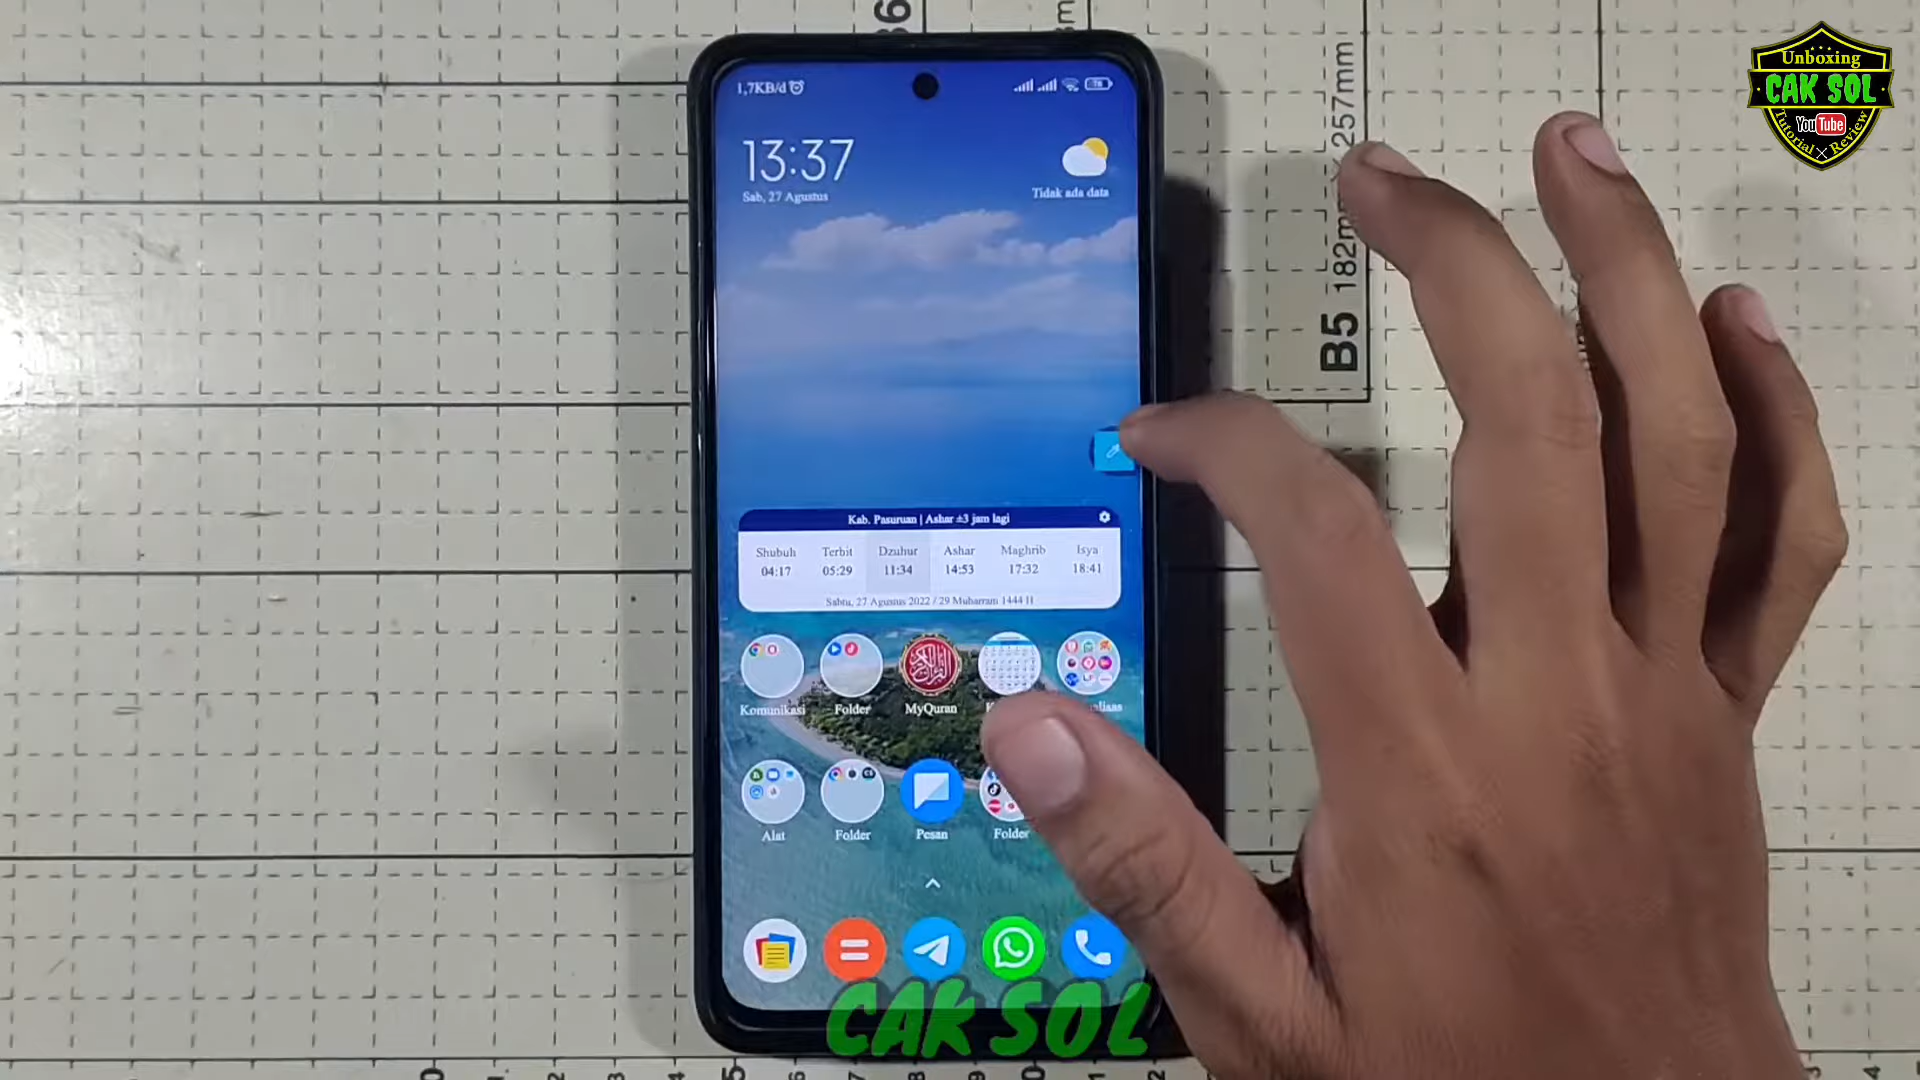 Unboxing
CAK SOL
YouTube
Tutorial X Review
1,7KB/d
13:37
Sab, 27 Agustus
Tidak ada data
257mm
B5 182m
Kab. Pasuruan | Ashar ±3 jam lagi
Shubuh Terbit Dzuhur Ashar Maghrib Isya
04:17 05:29 11:34 14:53 17:32 18:41
Sabtu, 27 Agustus 2022 / 29 Muharram 1444 H
Komunikasi Folder MyQuran
Alat Folder Pesan Folder
CAK SOL